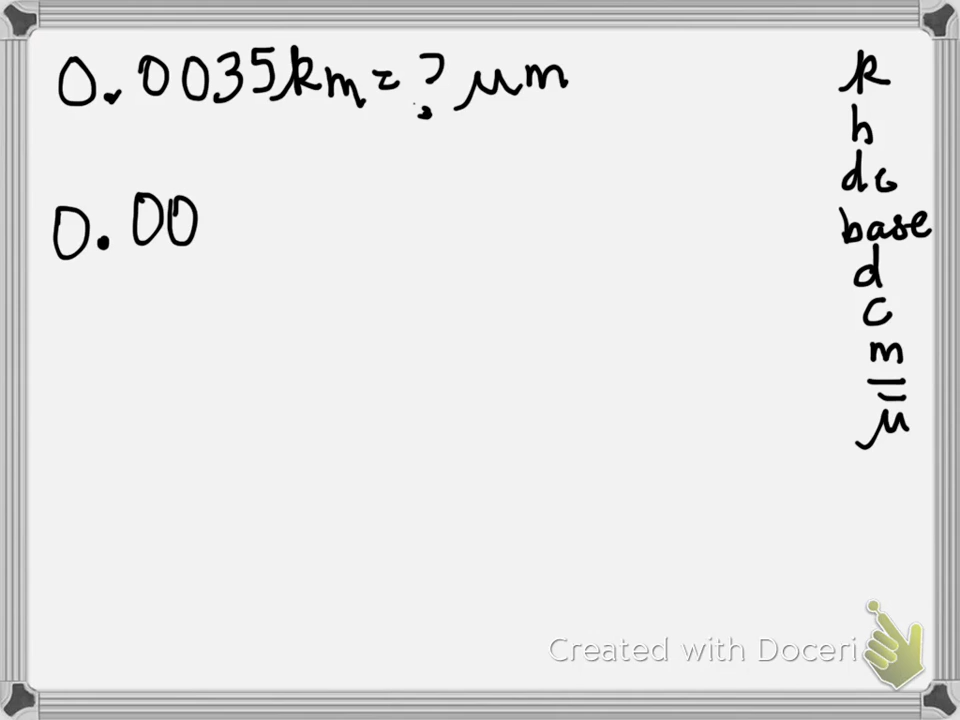 0.0035km=? μm
0.00
k
h
da
base
d
c
m
μ
Created with Doceri